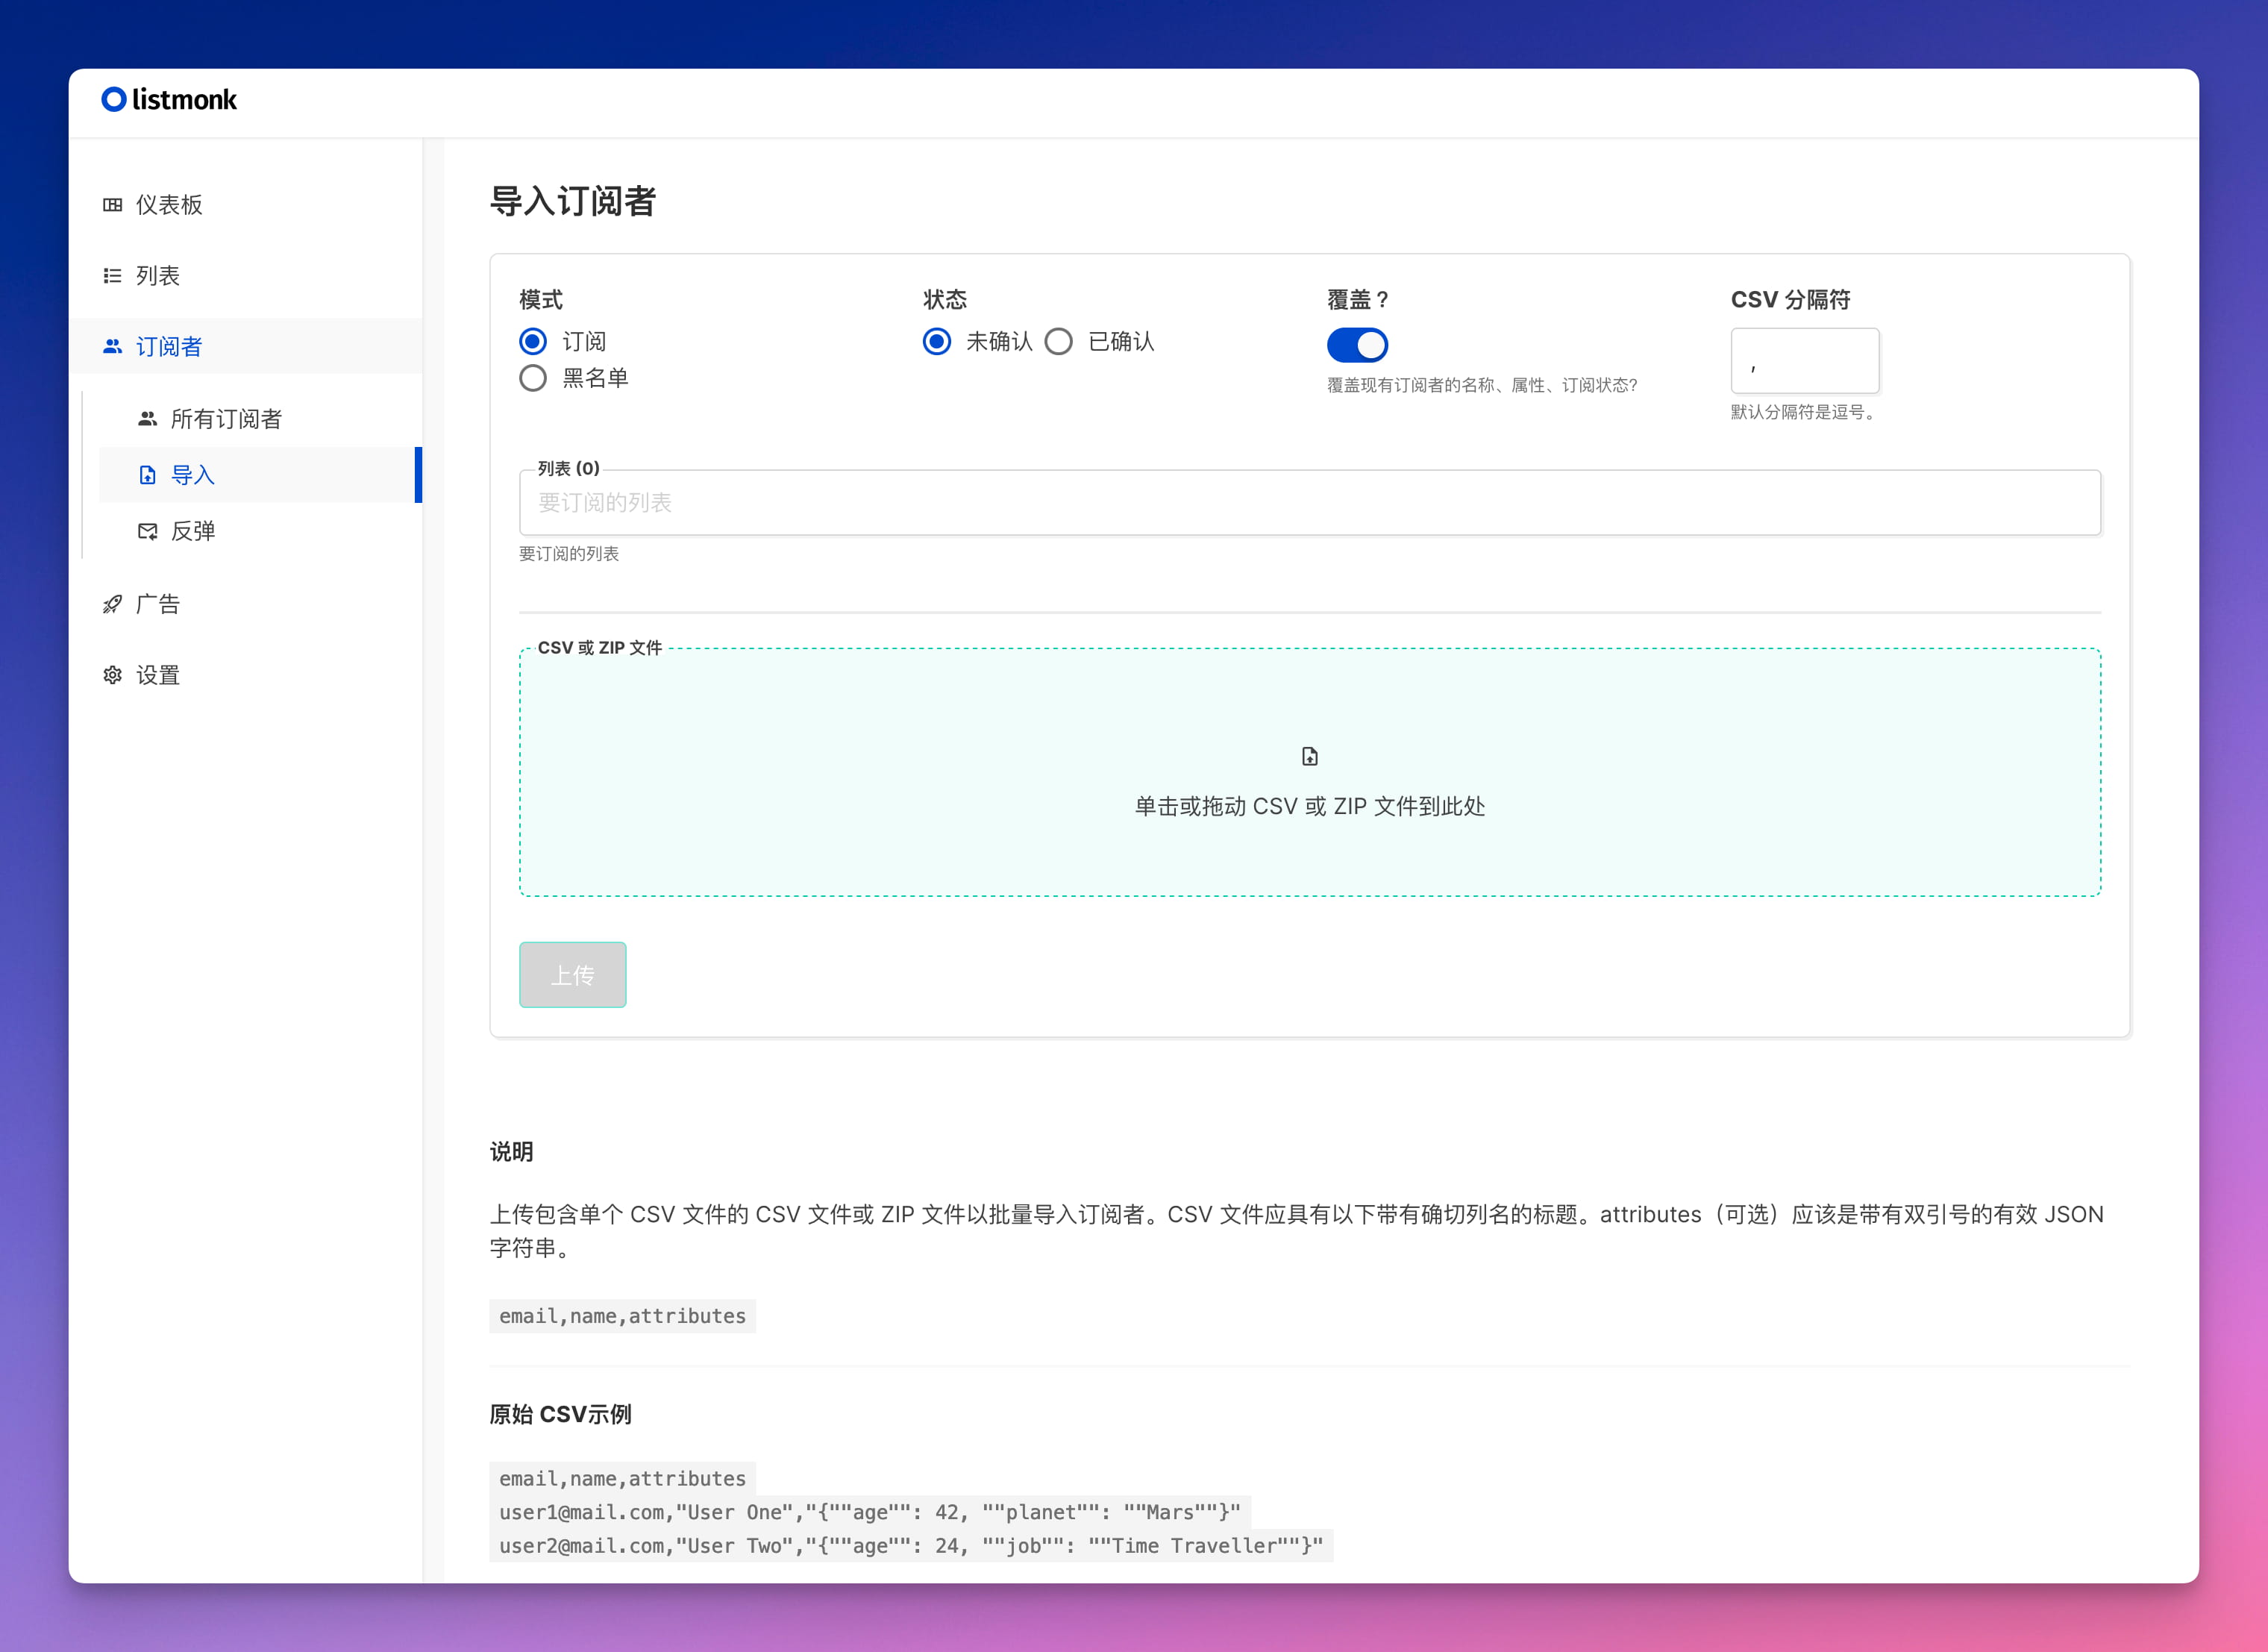 listmonk
仪表板
列表
订阅者
所有订阅者
导入
反弹
广告
设置
导入订阅者
模式
订阅
黑名单
状态
未确认
已确认
覆盖？
覆盖现有订阅者的名称、属性、订阅状态?
CSV 分隔符
,
默认分隔符是逗号。
列表 (0)
要订阅的列表
要订阅的列表
CSV 或 ZIP 文件
单击或拖动 CSV 或 ZIP 文件到此处
上传
说明
上传包含单个 CSV 文件的 CSV 文件或 ZIP 文件以批量导入订阅者。CSV 文件应具有以下带有确切列名的标题。attributes（可选）应该是带有双引号的有效 JSON
字符串。
email,name,attributes
原始 CSV示例
email,name,attributes
user1@mail.com,"User One","{""age"": 42, ""planet"": ""Mars""}"
user2@mail.com,"User Two","{""age"": 24, ""job"": ""Time Traveller""}"